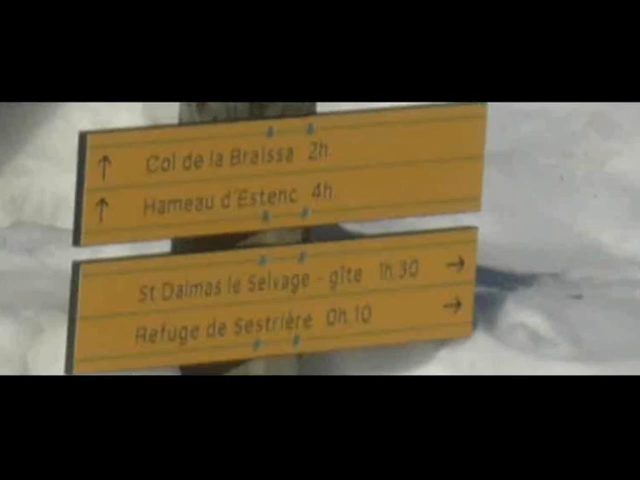 ↑ Col de la Braissa 2h.
↑ Hameau d'Estenc 4h.
St Dalmas le Selvage - gîte 1h.30 →
Refuge de Sestrière 0h.10 →